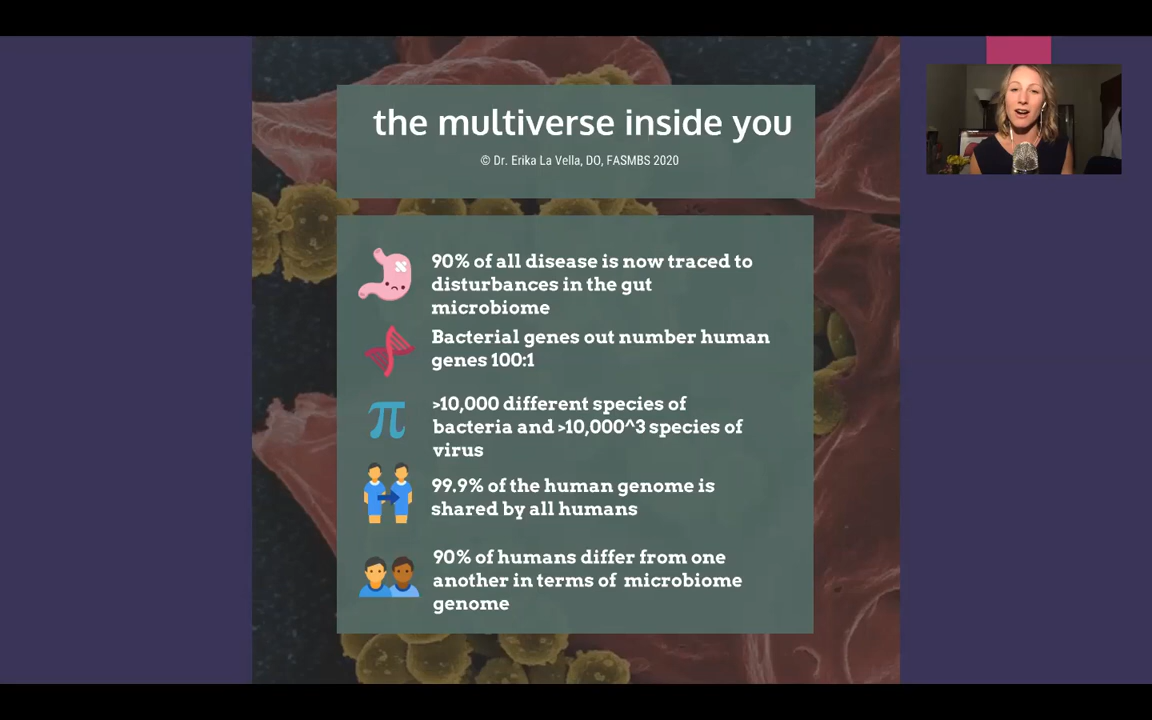 the multiverse inside you
© Dr. Erika La Vella, DO, FASMBS 2020
90% of all disease is now traced to
disturbances in the gut
microbiome
Bacterial genes out number human
genes 100:1
π
>10,000 different species of
bacteria and >10,000^3 species of
virus
99.9% of the human genome is
shared by all humans
90% of humans differ from one
another in terms of  microbiome
genome